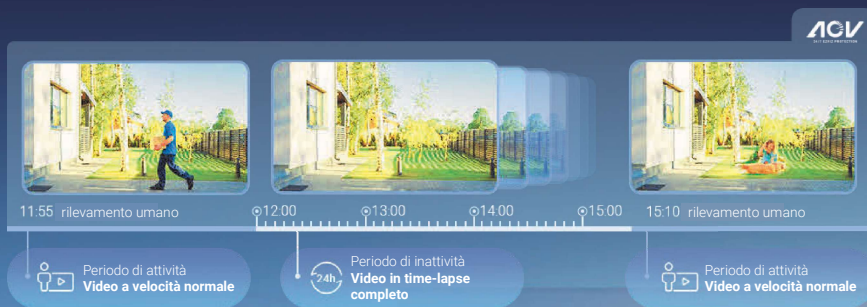 AOV
11:55 rilevamento umano
12:00
13:00
14:00
15:00
15:10 rilevamento umano
Periodo di attività
Video a velocità normale
24h
Periodo di inattività
Video in time-lapse
completo
Periodo di attività
Video a velocità normale